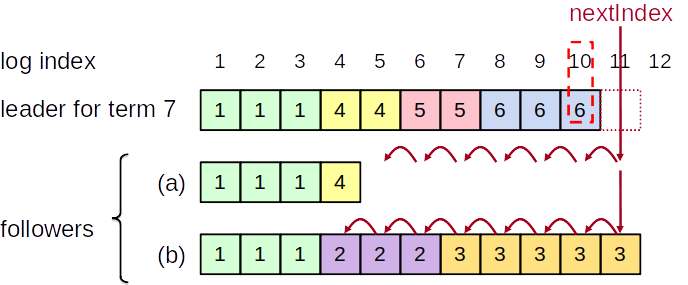 nextIndex
log index 1 2 3 4 5 6 7 8 9 10 11 12
leader for term 7 1 1 1 4 4 5 5 6 6 6
(a) 1 1 1 4
followers
(b) 1 1 1 2 2 2 3 3 3 3 3